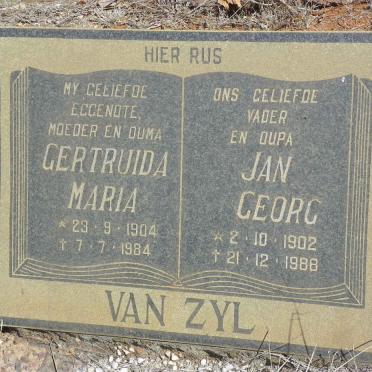 HIER RUS
MY GELIEFDE
EGGENOTE,
MOEDER EN OUMA
GERTRUIDA
MARIA
* 23 · 9 · 1904
† 7 · 7 · 1984
ONS GELIEFDE
VADER
EN OUPA
JAN
GEORG
* 2 · 10 · 1902
† 21 · 12 · 1988
VAN ZYL